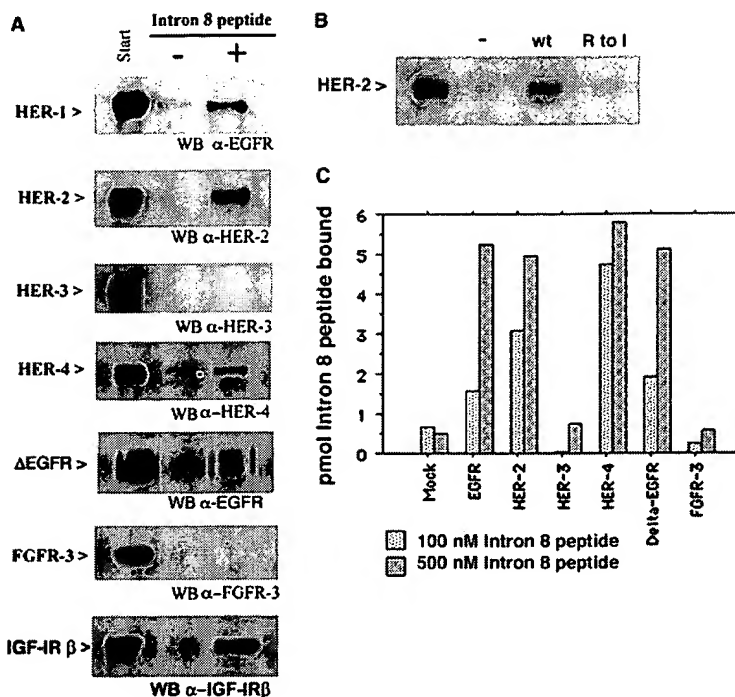 A
Intron 8 peptide
Start
-
+
HER-1 >
WB α-EGFR
HER-2 >
WB α-HER-2
HER-3 >
WB α-HER-3
HER-4 >
WB α-HER-4
ΔEGFR >
WB α-EGFR
FGFR-3 >
WB α-FGFR-3
IGF-IR β >
WB α-IGF-IRβ
B
- wt R to I
HER-2 >
C
pmol Intron 8 peptide bound
6
5
4
3
2
1
0
Mock
EGFR
HER-2
HER-3
HER-4
Delta-EGFR
FGFR-3
100 nM Intron 8 peptide
500 nM Intron 8 peptide